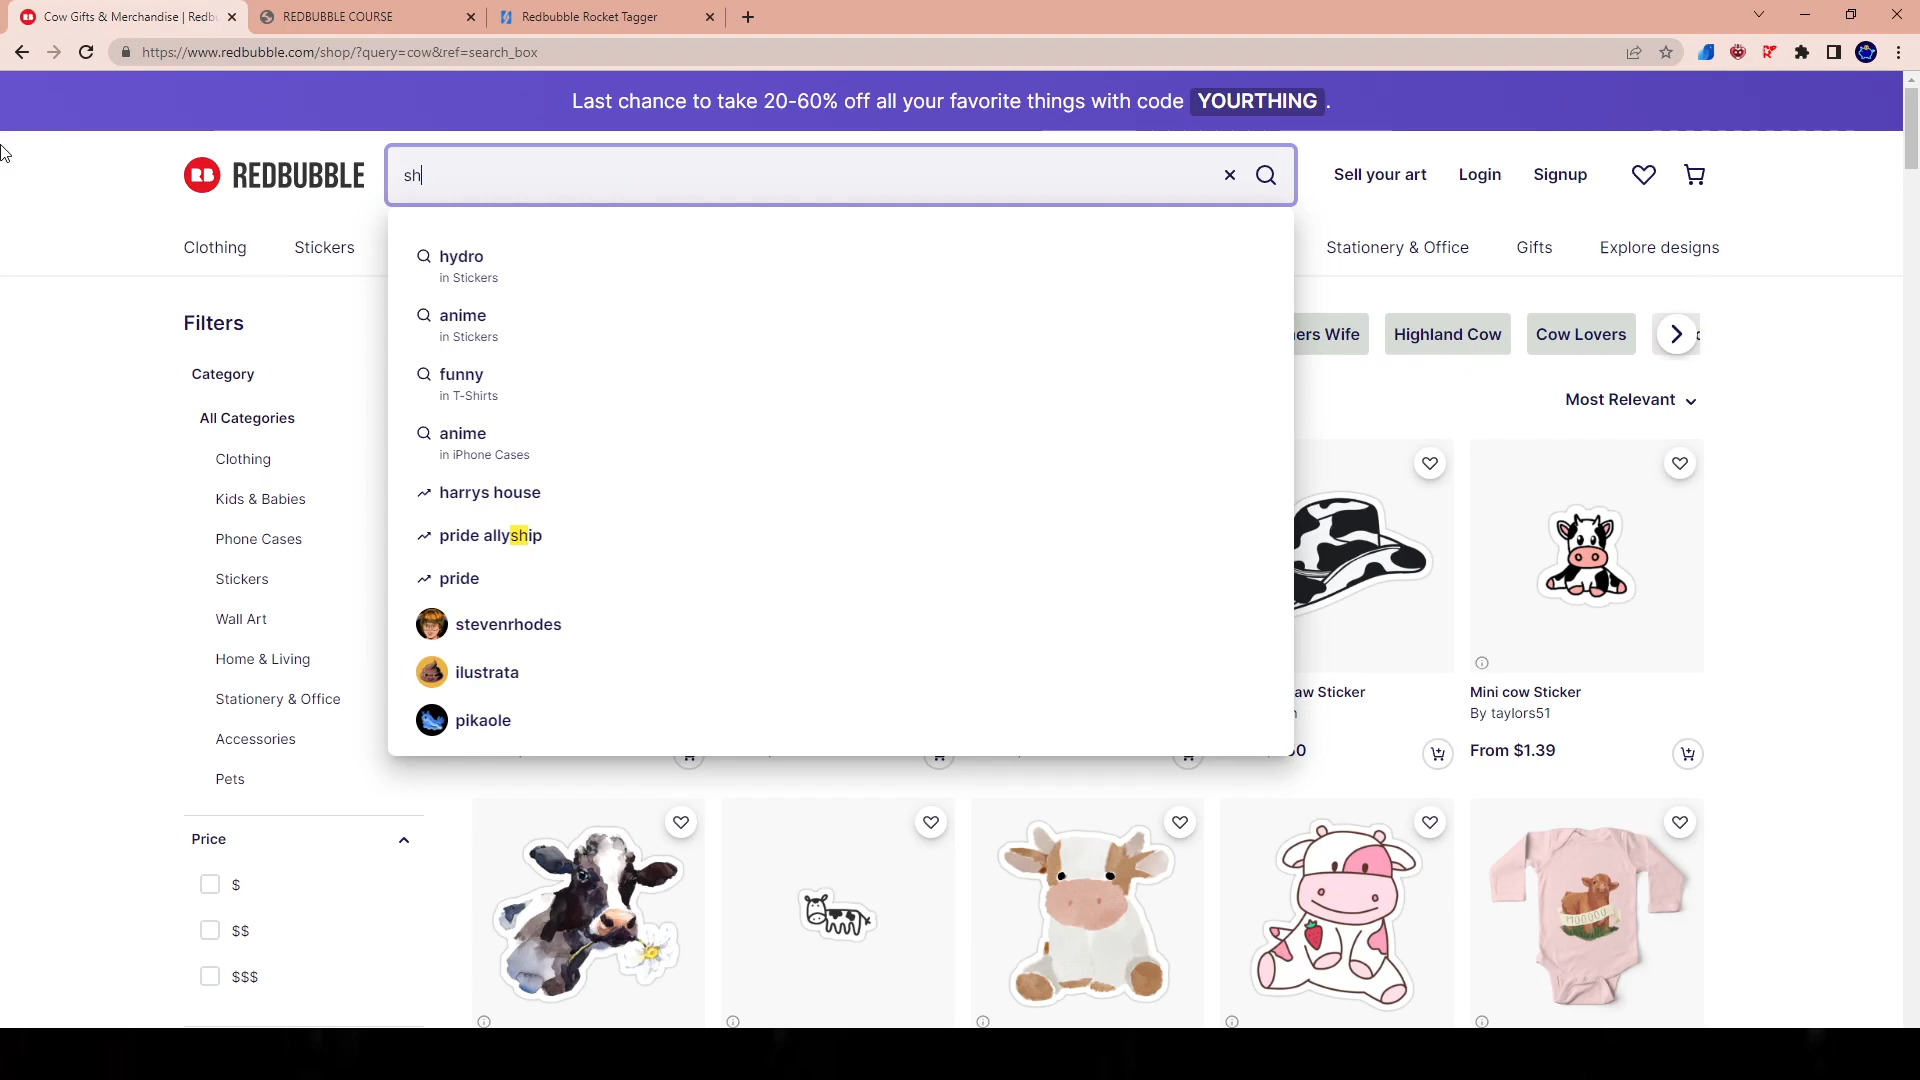 Cow Gifts & Merchandise | Redbu
REDBUBBLE COURSE
Redbubble Rocket Tagger
https://www.redbubble.com/shop/?query=cow&ref=search_box
Last chance to take 20-60% off all your favorite things with code YOURTHING .
RB REDBUBBLE
sh
Sell your art
Login
Signup
Clothing
Stickers
Stationery & Office
Gifts
Explore designs
hydro
in Stickers
anime
in Stickers
funny
in T-Shirts
anime
in iPhone Cases
harrys house
pride allyship
pride
stevenrhodes
ilustrata
pikaole
Filters
Category
All Categories
Clothing
Kids & Babies
Phone Cases
Stickers
Wall Art
Home & Living
Stationery & Office
Accessories
Pets
Price
$
$$
$$$
ers Wife
Highland Cow
Cow Lovers
Most Relevant
aw Sticker
Mini cow Sticker
By taylors51
From $1.39
MOOOOO